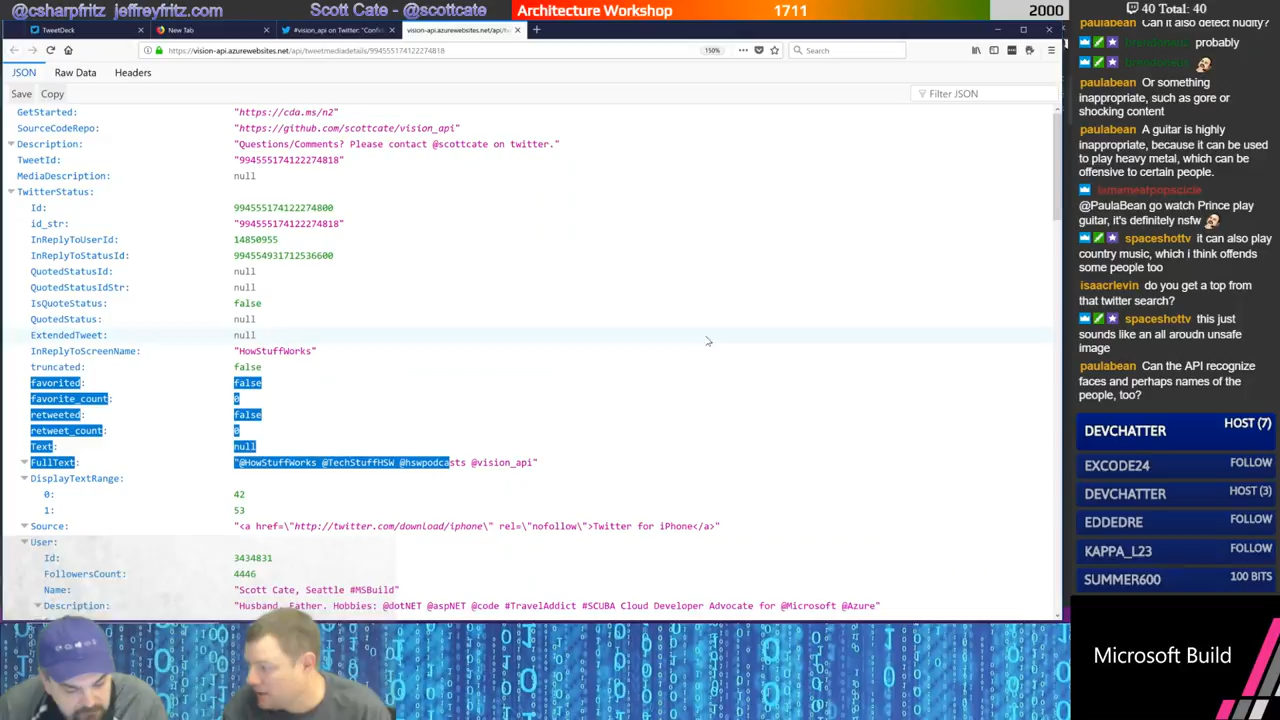 @csharpfritz jeffreyfritz.com
Scott Cate - @scottcate
Architecture Workshop
1711
2000
40 Total: 40
TweetDeck
New Tab
#vision_api on Twitter: "Confid
vision-api.azurewebsites.net/api/tw
https://vision-api.azurewebsites.net/api/tweetmediadetails/994555174122274818
150%
Search
JSON
Raw Data
Headers
Save
Copy
Filter JSON
GetStarted: "https://cda.ms/n2"
SourceCodeRepo: "https://github.com/scottcate/vision_api"
Description: "Questions/Comments? Please contact @scottcate on twitter."
TweetId: "994555174122274818"
MediaDescription: null
TwitterStatus:
Id: 994555174122274800
id_str: "994555174122274818"
InReplyToUserId: 14850955
InReplyToStatusId: 994554931712536600
QuotedStatusId: null
QuotedStatusIdStr: null
IsQuoteStatus: false
QuotedStatus: null
ExtendedTweet: null
InReplyToScreenName: "HowStuffWorks"
truncated: false
favorited: false
favorite_count: 0
retweeted: false
retweet_count: 0
Text: null
FullText: "@HowStuffWorks @TechStuffHSW @hswpodcasts @vision_api"
DisplayTextRange:
0: 42
1: 53
Source: "<a href=\"http://twitter.com/download/iphone\" rel=\"nofollow\">Twitter for iPhone</a>"
User:
Id: 3434831
FollowersCount: 4446
Name: "Scott Cate, Seattle #MSBuild"
Description: "Husband. Father. Hobbies: @dotNET @aspNET @code #TravelAddict #SCUBA Cloud Developer Advocate for @Microsoft @Azure"
paulabean Can it also detect nudity?
probably
paulabean Or something
inappropriate, such as gore or
shocking content
paulabean A guitar is highly
inappropriate, because it can be
used to play heavy metal, which can
be offensive to certain people.
iamameatpopscicle
@PaulaBean go watch Prince play
guitar, it's definitely nsfw
spaceshottv it can also play
country music, which i think offends
some people too
isaacrlevin do you get a top from
that twitter search?
spaceshottv this just
sounds like an all aroudn unsafe
image
paulabean Can the API recognize
faces and perhaps names of the
people, too?
DEVCHATTER HOST (7)
EXCODE24 FOLLOW
DEVCHATTER HOST (3)
EDDEDRE FOLLOW
KAPPA_L23 FOLLOW
SUMMER600 100 BITS
Microsoft Build